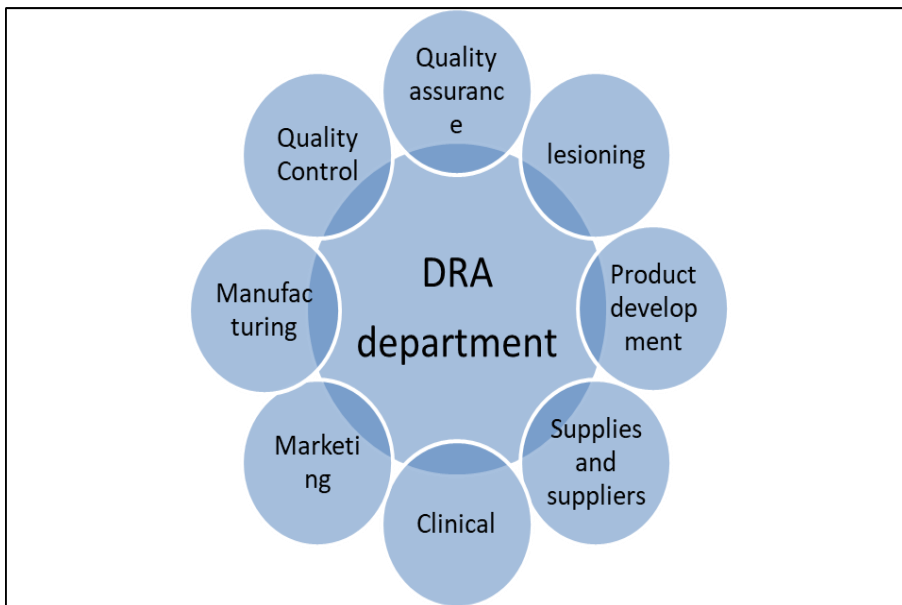 Quality
assuranc
e
lesioning
Product
develop
ment
Supplies
and
suppliers
Clinical
Marketi
ng
Manufac
turing
Quality
Control
DRA
department